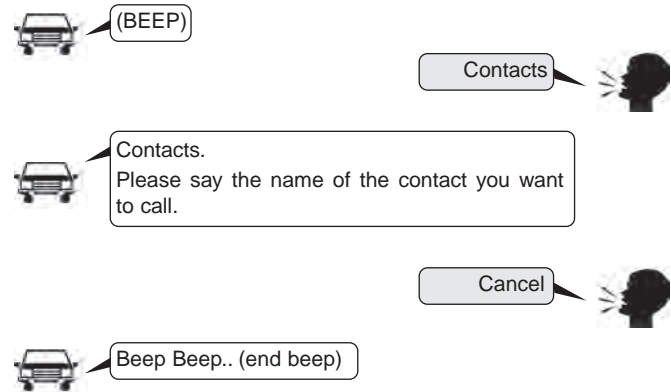 (BEEP)
Contacts
Contacts.
Please say the name of the contact you want
to call.
Cancel
Beep Beep.. (end beep)